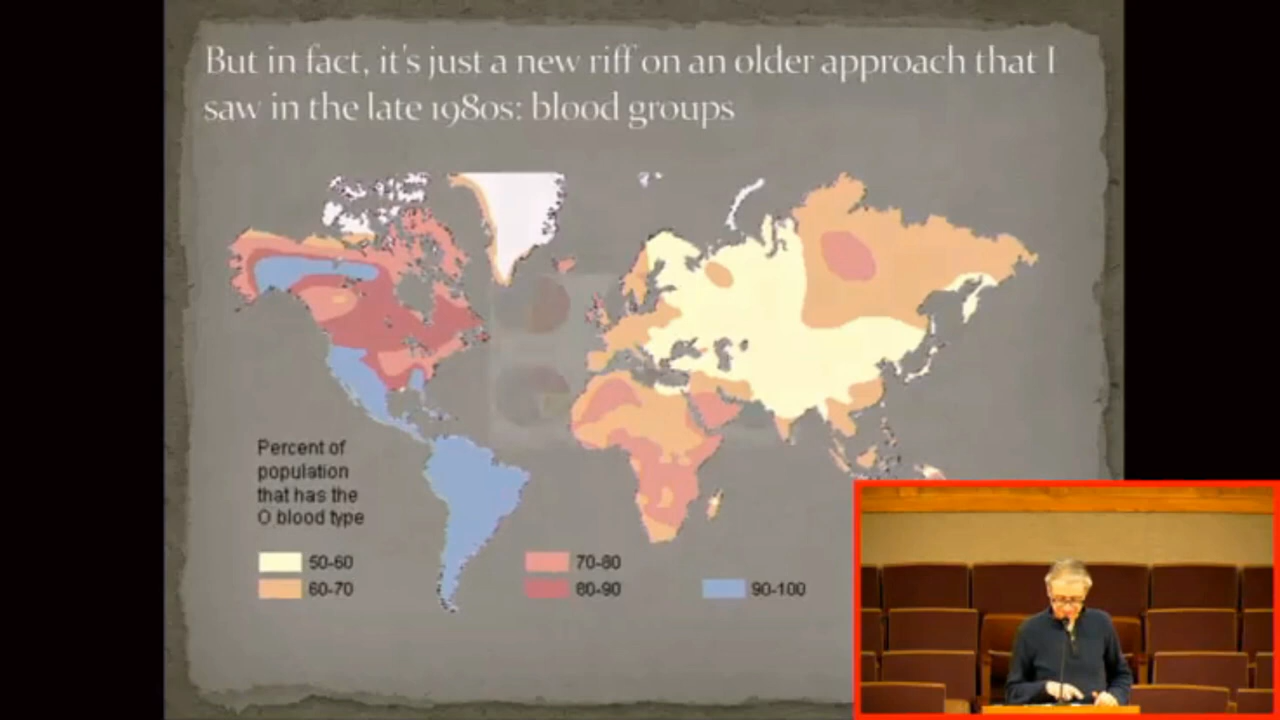 But in fact, it's just a new riff on an older approach that I
saw in the late 1980s: blood groups
Percent of
population
that has the
O blood type
50-60
60-70
70-80
80-90
90-100